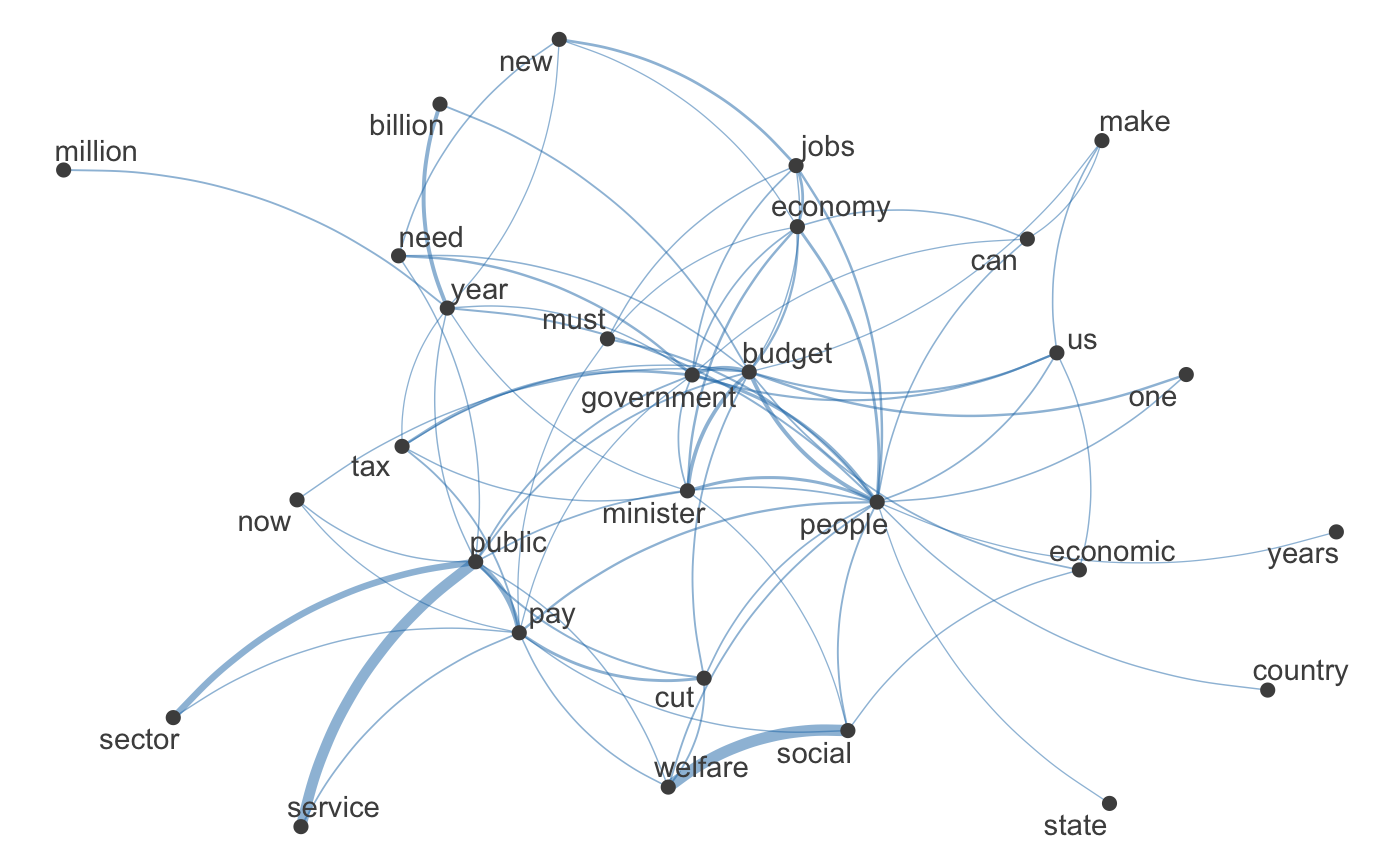 new
billion
make
million
jobs
economy
need
can
year
must
us
budget
government
one
tax
minister
now
people
public
economic
years
pay
country
cut
sector
social
welfare
service
state